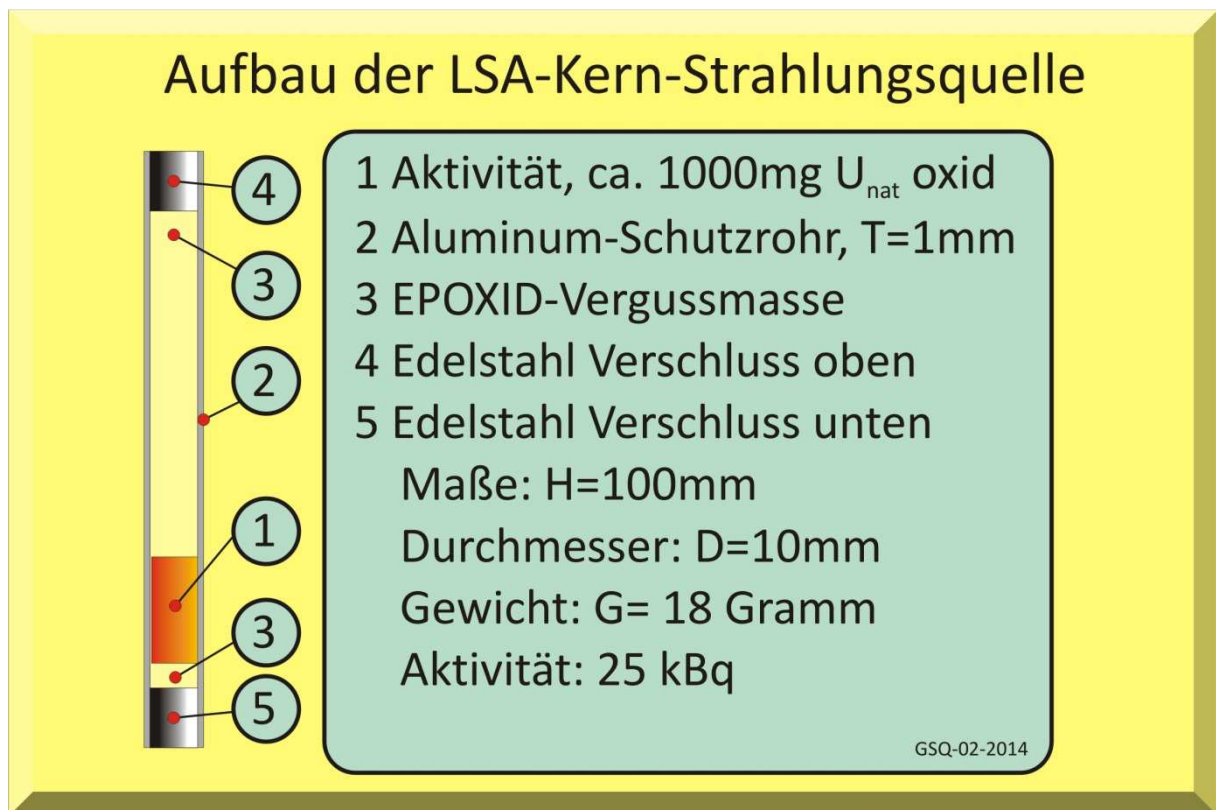 Aufbau der LSA-Kern-Strahlungsquelle
4
3
2
1
3
5
1 Aktivität, ca. 1000mg Unat oxid
2 Aluminum-Schutzrohr, T=1mm
3 EPOXID-Vergussmasse
4 Edelstahl Verschluss oben
5 Edelstahl Verschluss unten
Maße: H=100mm
Durchmesser: D=10mm
Gewicht: G= 18 Gramm
Aktivität: 25 kBq
GSQ-02-2014